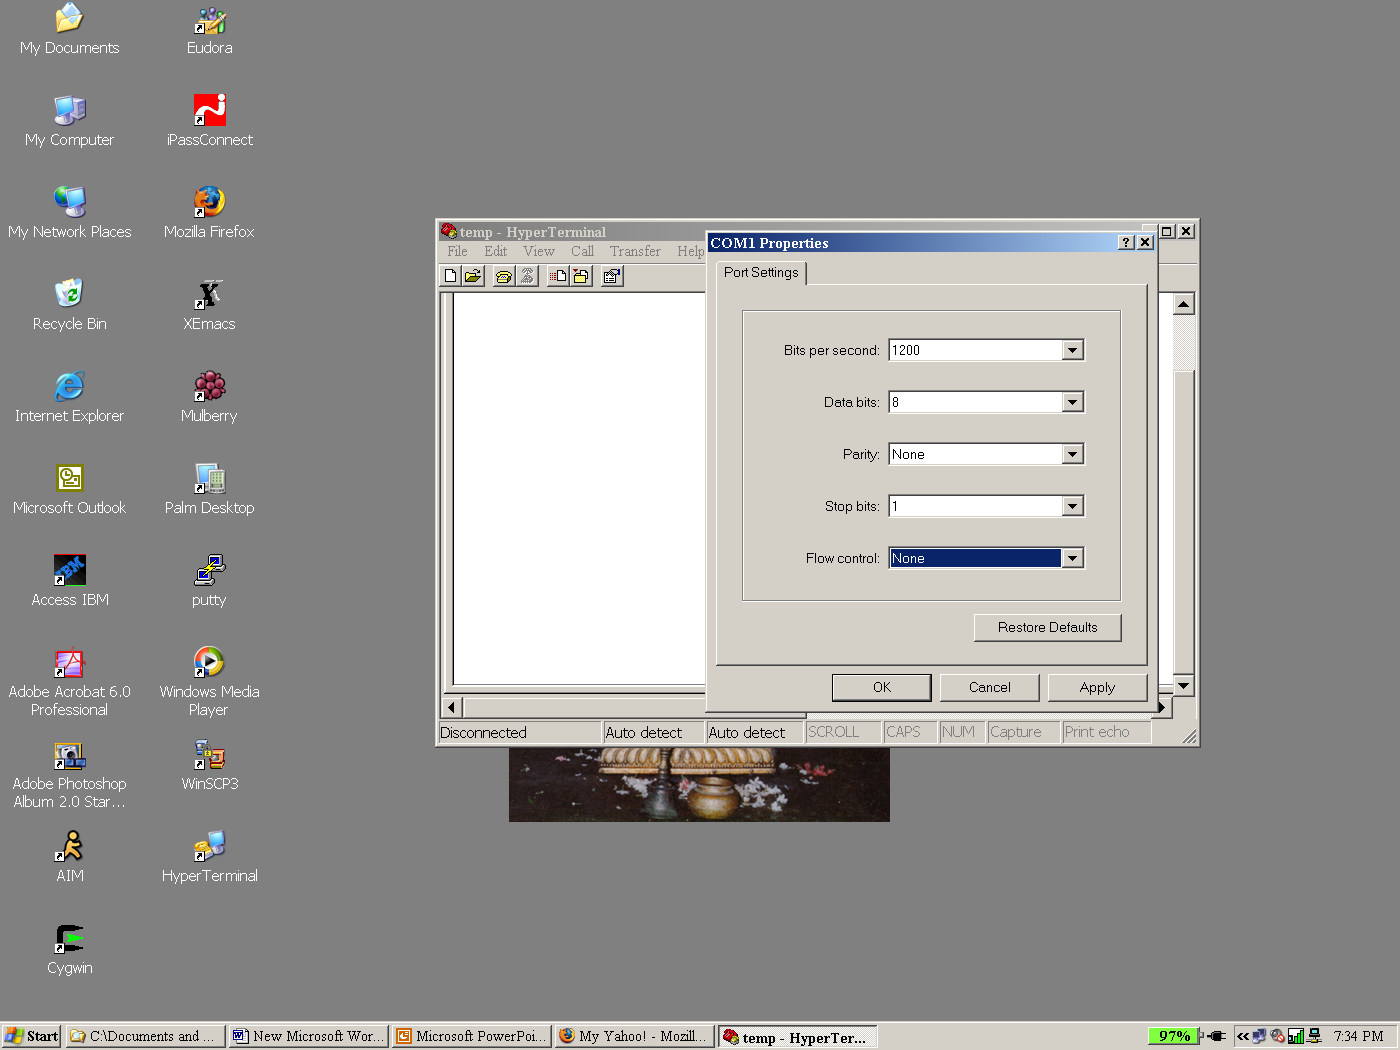 My Documents
Eudora
My Computer
iPassConnect
My Network Places
Mozilla Firefox
Recycle Bin
XEmacs
Internet Explorer
Mulberry
Microsoft Outlook
Palm Desktop
IBM
Access IBM
putty
Adobe Acrobat 6.0
Professional
Windows Media
Player
Adobe Photoshop
Album 2.0 Star...
WinSCP3
AIM
HyperTerminal
Cygwin
temp - HyperTerminal
File Edit View Call Transfer Help
COM1 Properties
Port Settings
Bits per second: 1200
Data bits: 8
Parity: None
Stop bits: 1
Flow control: None
Restore Defaults
OK Cancel Apply
Disconnected Auto detect Auto detect SCROLL CAPS NUM Capture Print echo
Start C:\Documents and ... New Microsoft Wor... Microsoft PowerPoi... My Yahoo! - Mozill... temp - HyperTer... 97% 7:34 PM